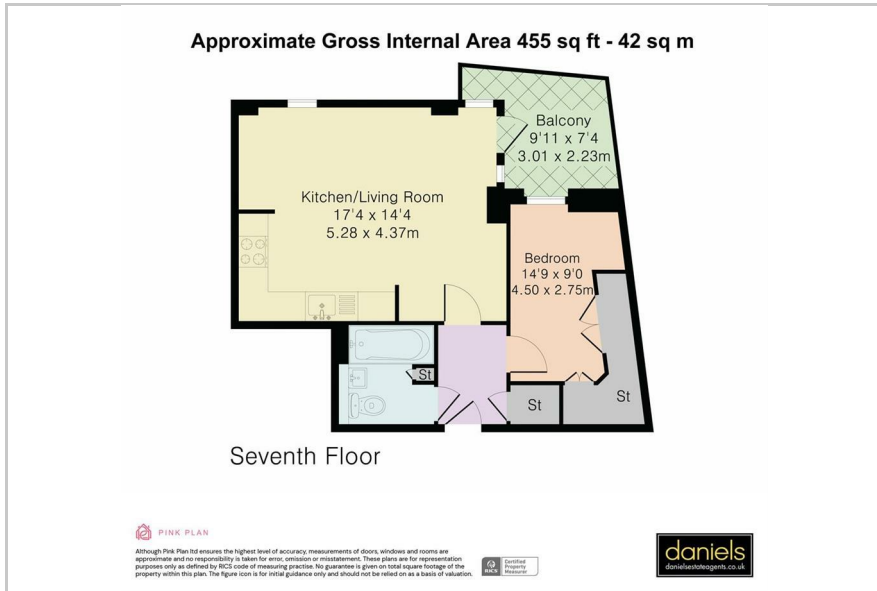 Approximate Gross Internal Area 455 sq ft - 42 sq m
Balcony
9'11 x 7'4
3.01 x 2.23m
Kitchen/Living Room
17'4 x 14'4
5.28 x 4.37m
Bedroom
14'9 x 9'0
4.50 x 2.75m
St
St
St
Seventh Floor
PINK PLAN
Although Pink Plan ltd ensures the highest level of accuracy, measurements of doors, windows and rooms are
approximate and no responsibility is taken for error, omission or misstatement. These plans are for representation
purposes only as defined by RICS code of measuring practise. No guarantee is given on total square footage of the
property within this plan. The figure icon is for initial guidance only and should not be relied on as a basis of valuation.
RICS
Certified
Property
Measurer
daniels
danielsestateagents.co.uk